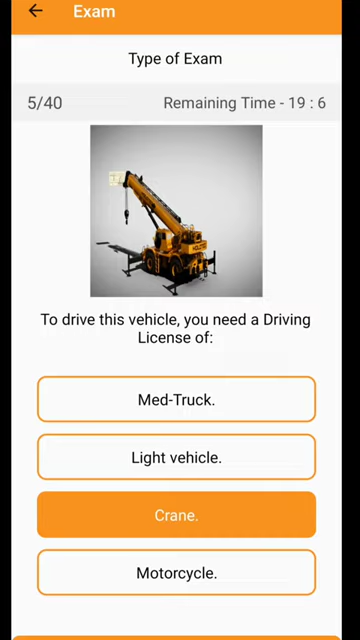 Exam
Type of Exam
5/40
Remaining Time - 19 : 6
To drive this vehicle, you need a Driving
License of:
Med-Truck.
Light vehicle.
Crane.
Motorcycle.